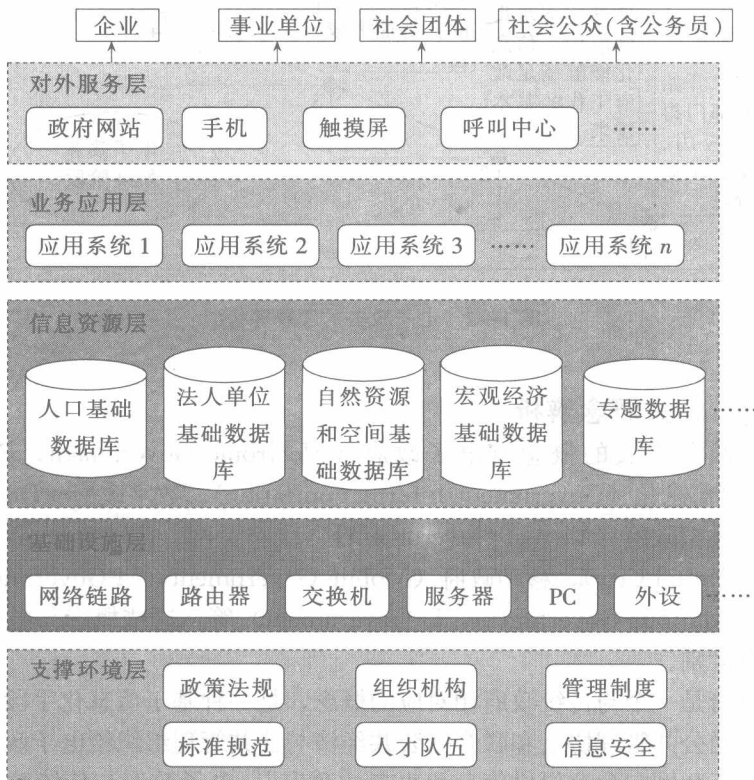 企业 事业单位 社会团体 社会公众(含公务员)
对外服务层
政府网站 手机 触摸屏 呼叫中心 ……
业务应用层
应用系统 1 应用系统 2 应用系统 3 …… 应用系统 n
信息资源层
人口基础
数据库
法人单位
基础数据
库
自然资源
和空间基
础数据库
宏观经济
基础数据
库
专题数据
库
……
基础设施层
网络链路 路由器 交换机 服务器 PC 外设 ……
支撑环境层
政策法规 组织机构 管理制度
标准规范 人才队伍 信息安全